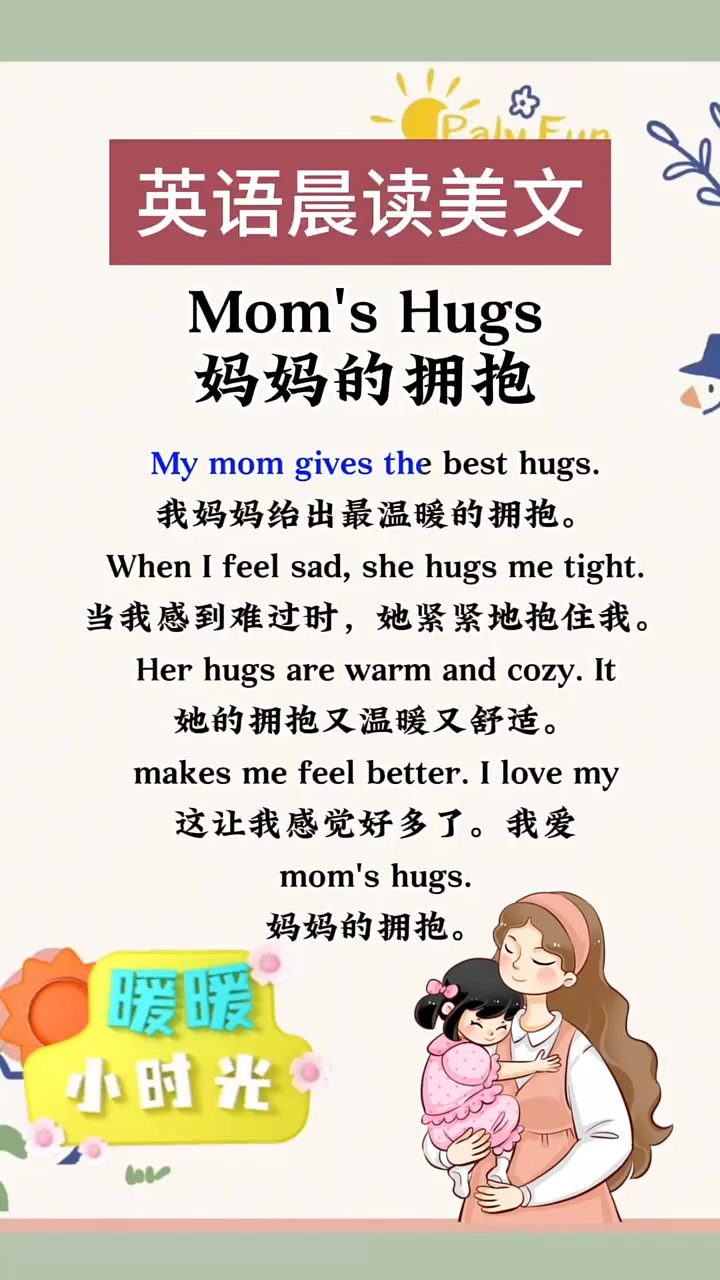 Paly Fun
英语晨读美文
Mom's Hugs
妈妈的拥抱
My mom gives the best hugs.
我妈妈给出最温暖的拥抱。
When I feel sad, she hugs me tight.
当我感到难过时，她紧紧地抱住我。
Her hugs are warm and cozy. It
她的拥抱又温暖又舒适。
makes me feel better. I love my
这让我感觉好多了。我爱
mom's hugs.
妈妈的拥抱。
暖暖
小时光